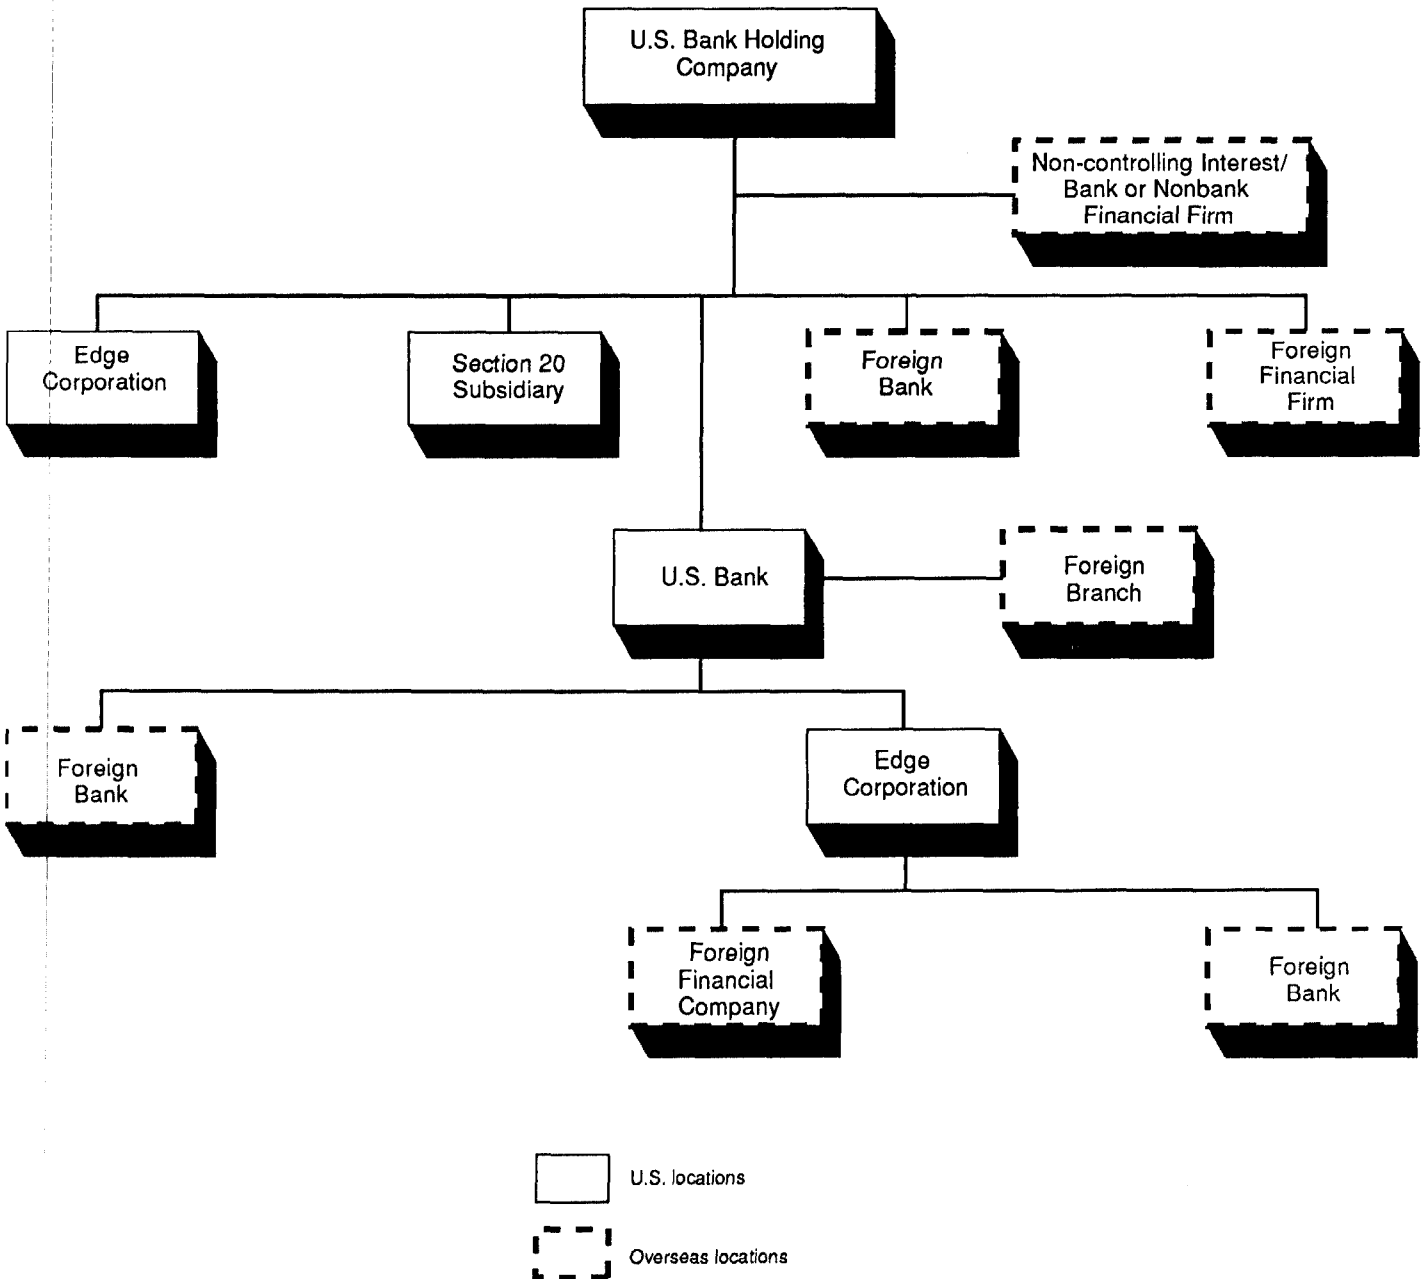 U.S. Bank Holding
Company
Non-controlling Interest/
Bank or Nonbank
Financial Firm
Edge
Corporation
Section 20
Subsidiary
Foreign
Bank
Foreign
Financial
Firm
U.S. Bank
Foreign
Branch
Foreign
Bank
Edge
Corporation
Foreign
Financial
Company
Foreign
Bank
U.S. locations
Overseas locations